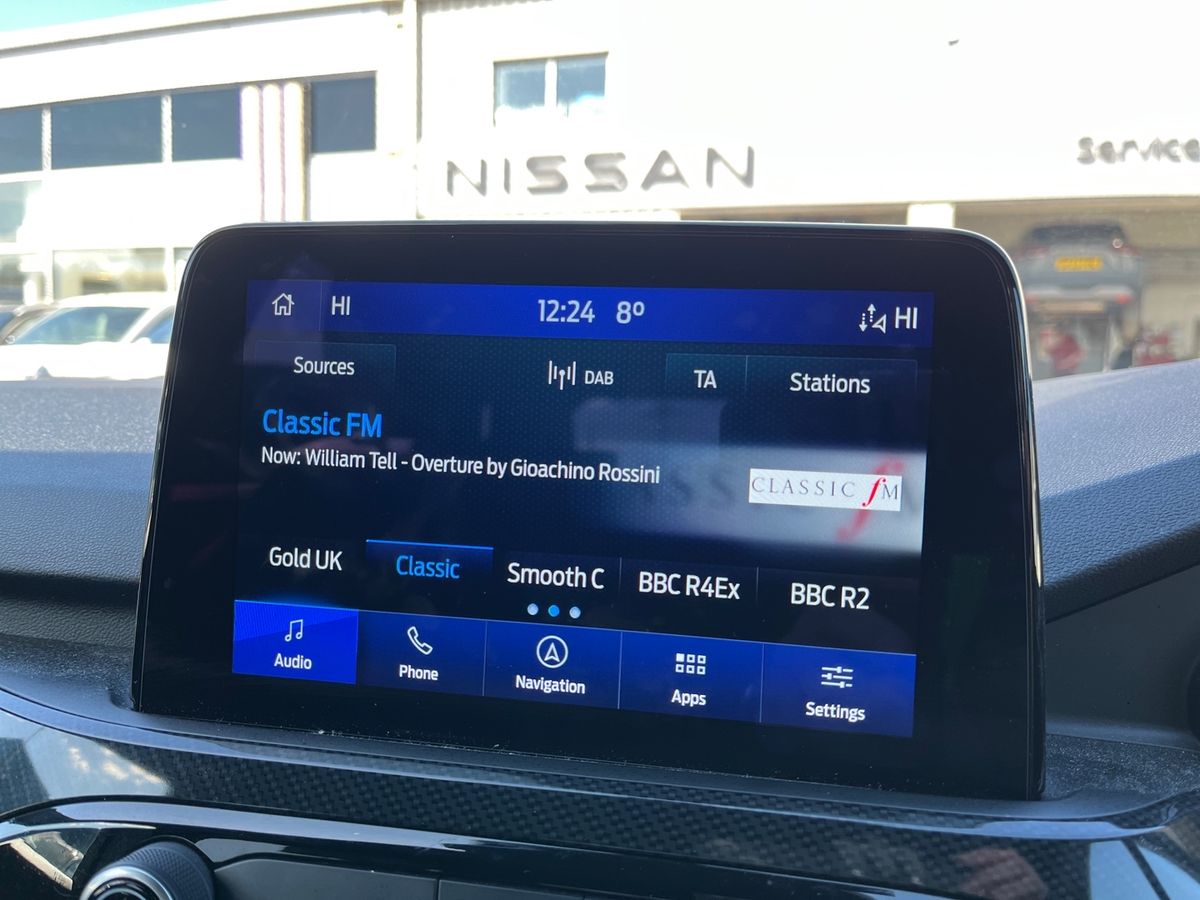 NISSAN
Service
HI
12:24 8º
HI
Sources
DAB
TA
Stations
Classic FM
Now: William Tell - Overture by Gioachino Rossini
CLASSIC fM
Gold UK
Classic
Smooth C
BBC R4Ex
BBC R2
Audio
Phone
Navigation
Apps
Settings